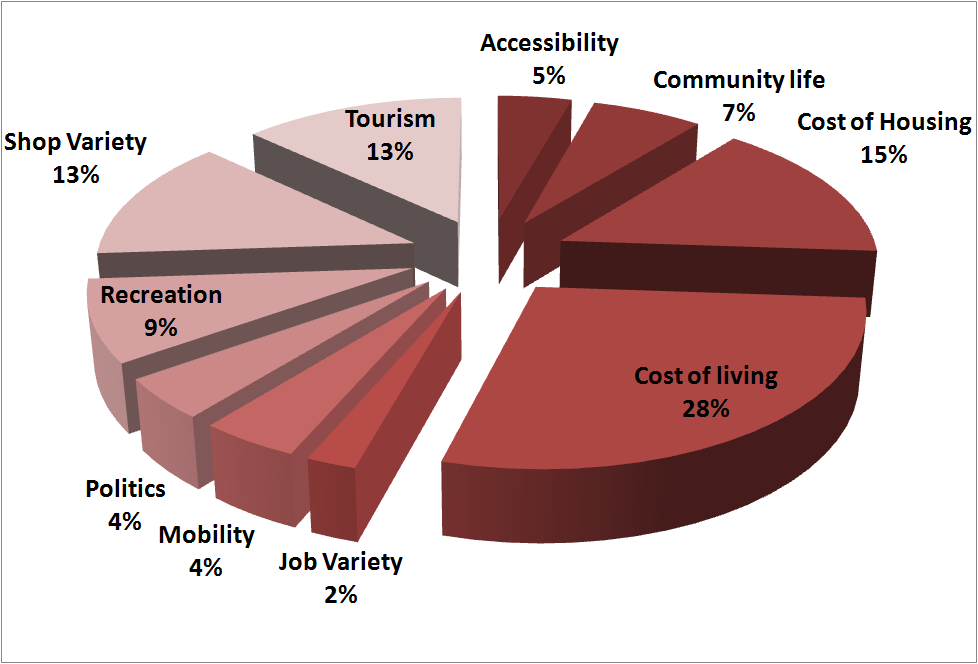 Accessibility
5%
Community life
7%
Cost of Housing
15%
Cost of living
28%
Job Variety
2%
Mobility
4%
Politics
4%
Recreation
9%
Shop Variety
13%
Tourism
13%